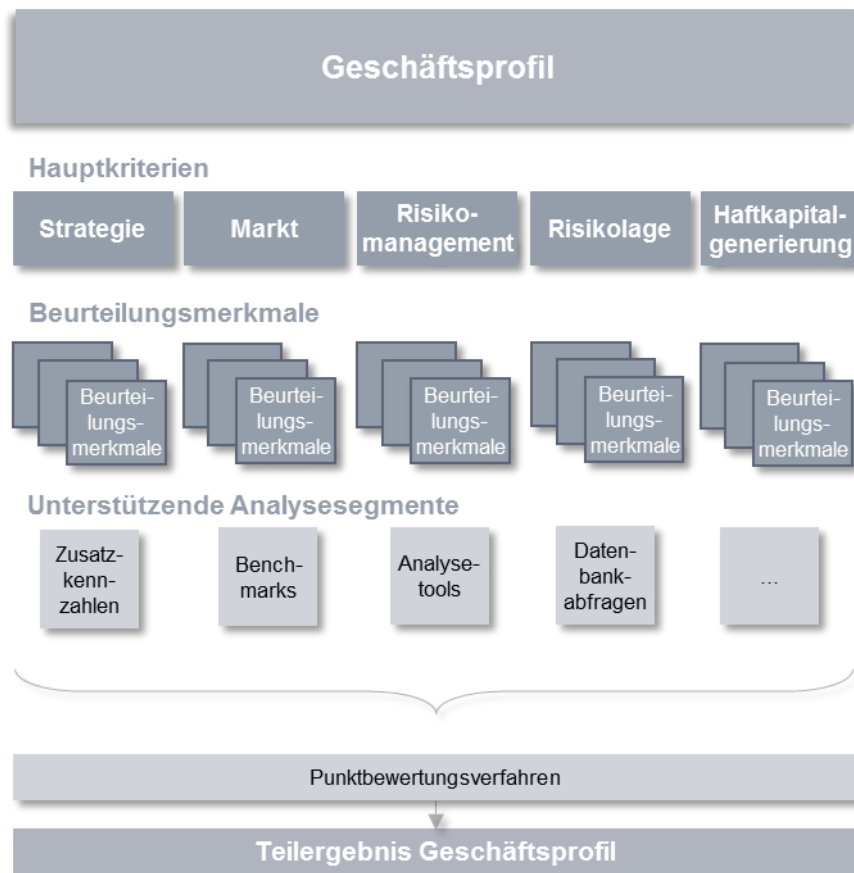 Geschäftsprofil
Hauptkriterien
Strategie
Markt
Risiko-
management
Risikolage
Haftkapital-
generierung
Beurteilungsmerkmale
Beurtei-
lungs-
merkmale
Beurtei-
lungs-
merkmale
Beurtei-
lungs-
merkmale
Beurtei-
lungs-
merkmale
Beurtei-
lungs-
merkmale
Unterstützende Analysesegmente
Zusatz-
kenn-
zahlen
Bench-
marks
Analyse-
tools
Daten-
bank-
abfragen
...
Punktbewertungsverfahren
Teilergebnis Geschäftsprofil